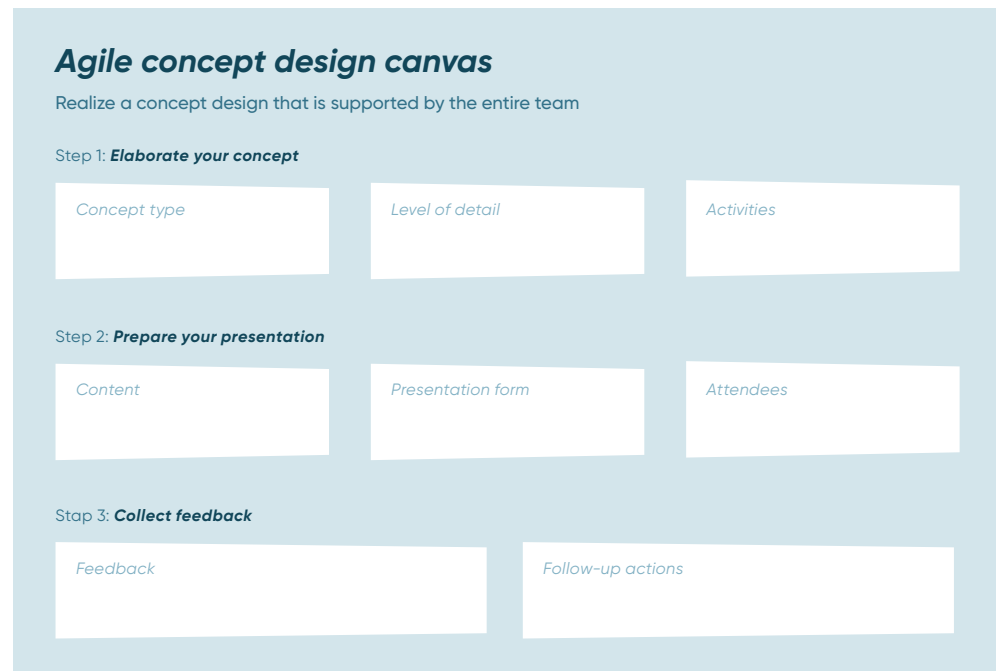 Agile concept design canvas
Realize a concept design that is supported by the entire team
Step 1: Elaborate your concept
Concept type
Level of detail
Activities
Step 2: Prepare your presentation
Content
Presentation form
Attendees
Stap 3: Collect feedback
Feedback
Follow-up actions